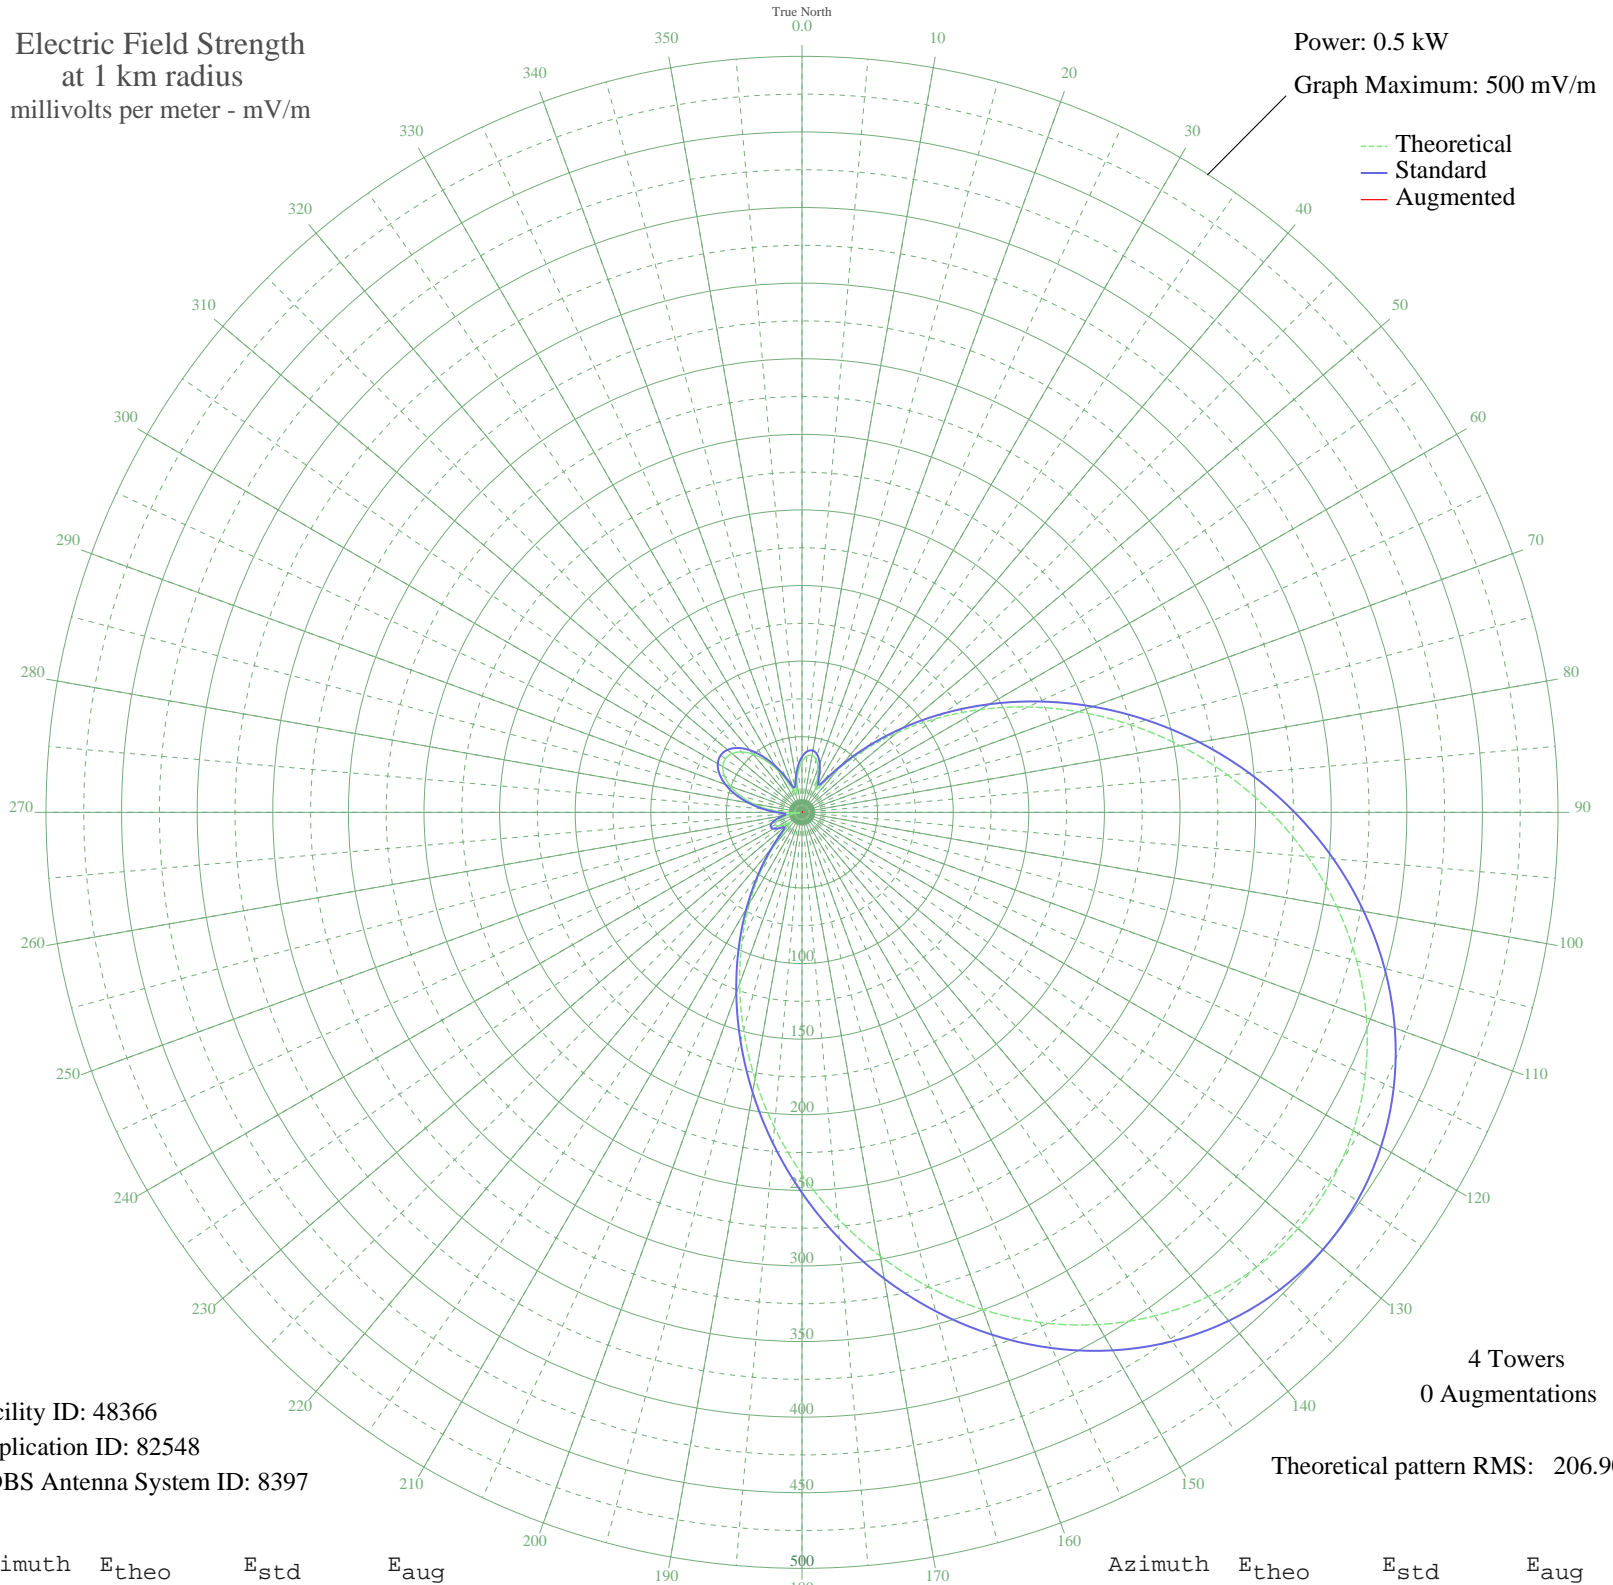 True North
Electric Field Strength
at 1 km radius
millivolts per meter - mV/m
Power: 0.5 kW
Graph Maximum: 500 mV/m
Theoretical
Standard
Augmented
0.0
10
20
30
40
50
60
70
80
90
100
110
120
130
140
150
160
170
190
200
210
220
230
240
250
260
270
280
290
300
310
320
330
340
350
100
150
200
250
300
350
400
450
500
4 Towers
0 Augmentations
Theoretical pattern RMS: 206.90
cility ID: 48366
plication ID: 82548
DBS Antenna System ID: 8397
imuth Etheo Estd Eaug
Azimuth Etheo Estd Eaug